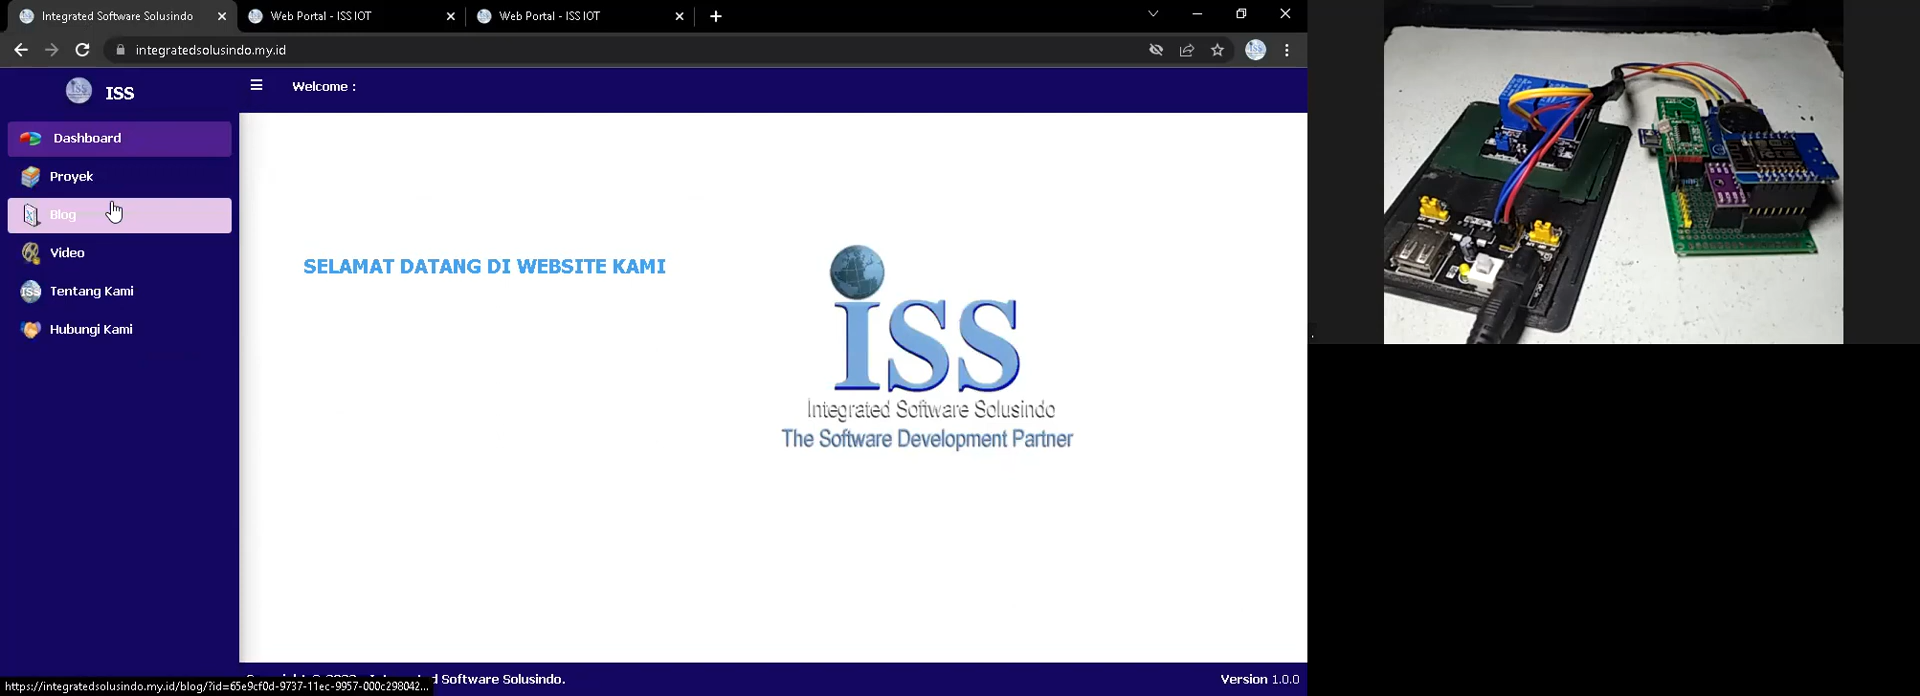 Integrated Software Solusindo
Web Portal - ISS IOT
Web Portal - ISS IOT
integratedsolusindo.my.id
ISS
Welcome :
Dashboard
Proyek
Blog
Video
Tentang Kami
Hubungi Kami
SELAMAT DATANG DI WEBSITE KAMI
ISS
Integrated Software Solusindo
The Software Development Partner
Software Solusindo.
Version 1.0.0
https://integratedsolusindo.my.id/blog/?id=65e9cf0d-9737-11ec-9957-000c298042...